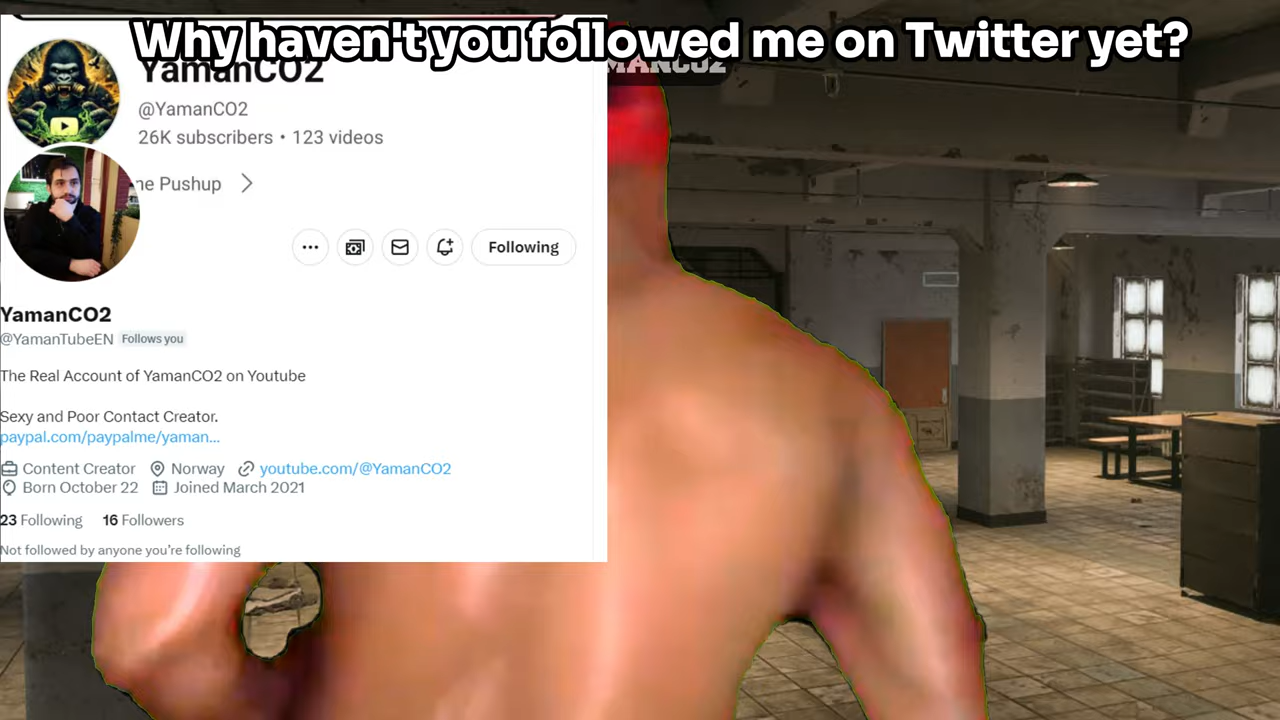 Why haven't you followed me on Twitter yet?
YamanCO2
@YamanCO2
26K subscribers • 123 videos
ne Pushup
Following
YamanCO2
@YamanTubeEN Follows you
The Real Account of YamanCO2 on Youtube
Sexy and Poor Contact Creator.
paypal.com/paypalme/yaman...
Content Creator Norway youtube.com/@YamanCO2
Born October 22 Joined March 2021
23 Following 16 Followers
Not followed by anyone you're following